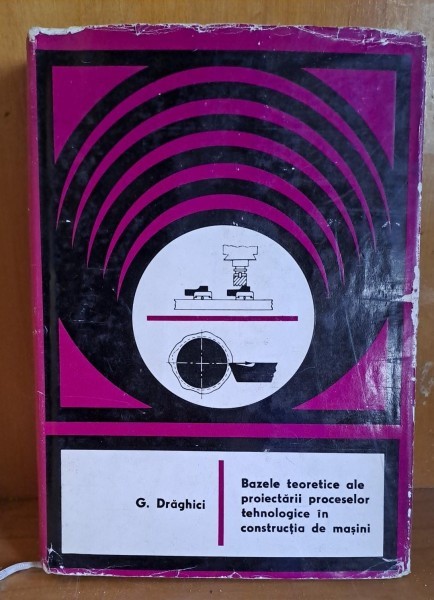 G. Drăghici
Bazele teoretice ale
proiectării proceselor
tehnologice în
construcția de mașini